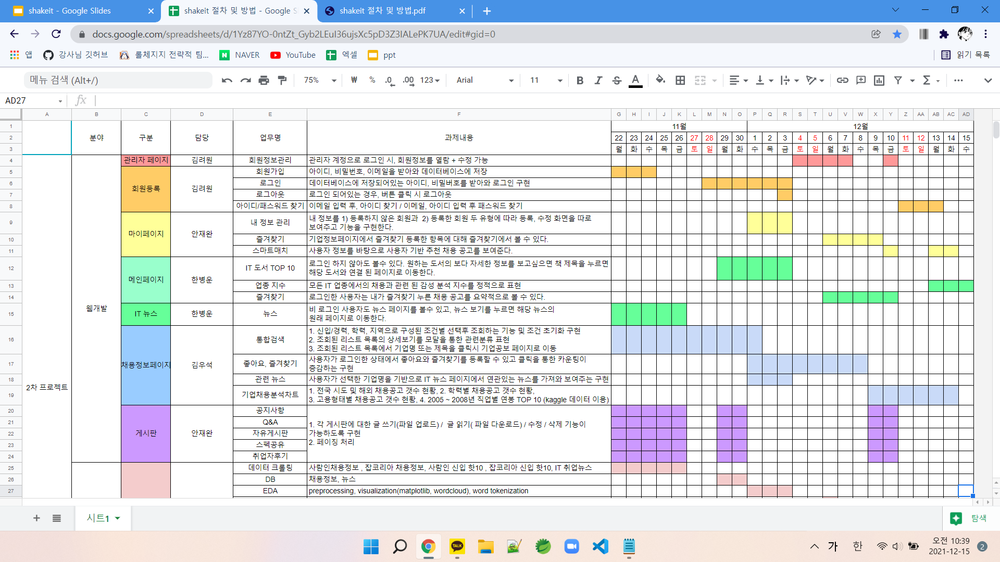 shakeit - Google Slides
shakeit 절차 및 방법 - Google S
shakeit 절차 및 방법.pdf
docs.google.com/spreadsheets/d/1Yz87YO-0ntZt_Gyb2LEuI36ujsXc5pD3Z3IALePK7UA/edit#gid=0
앱
강사님 깃허브
롤체지지 전략적 팀...
NAVER
YouTube
엑셀
ppt
읽기 목록
메뉴 검색 (Alt+/)
75%
₩
%
.0
.00
123
Arial
11
B
I
S
A
Σ
AD27
fx
A B C D E F G H I J K L M N O P Q R S T U V W X Y Z AA AB AC AD
1 11월 12월
2 분야 구분 담당 업무명 과제내용 22 23 24 25 26 27 28 29 30 1 2 3 4 5 6 7 8 9 10 11 12 13 14 15
3 월 화 수 목 금 토 일 월 화 수 목 금 토 일 월 화 수 목 금 토 일 월 화 수
4 관리자 페이지 김려원 회원정보관리 관리자 계정으로 로그인 시, 회원정보를 열람 + 수정 가능
5 회원가입 아이디, 비밀번호, 이메일을 받아와 데이터베이스에 저장
6 로그인 데이터베이스에 저장되어있는 아이디, 비밀버호를 받아와 로그인 구현
회원등록 김려원
7 로그아웃 로그인 되어있는 경우, 버튼 클릭 시 로그아웃
8 아이디/패스워드 찾기 이메일 입력 후, 아이디 찾기 / 이메일, 아이디 입력 후 패스워드 찾기
9 내 정보 관리 내 정보를 1) 등록하지 않은 회원과 2) 등록한 회원 두 유형에 따라 등록, 수정 화면을 따로
보여주고 기능을 구현한다.
마이페이지 안재완
10 즐겨찾기 기업정보페이지에서 즐겨찾기 등록한 항목에 대해 즐겨찾기에서 볼 수 있다.
11 스마트매치 사용자 정보를 바탕으로 사용자 기반 추천 채용 공고를 보여준다.
12 IT 도서 TOP 10 로그인 하지 않아도 볼수 있다. 원하는 도서의 보다 자세한 정보를 보고싶으면 책 제목을 누르면
해당 도서와 연결 된 페이지로 이동한다.
메인페이지 한병운
13 업종 지수 모든 IT 업종에서의 채용과 관련 된 감성 분석 지수를 정적으로 표현
14 즐겨찾기 로그인한 사용자는 내가 즐겨찾기 누른 채용 공고를 요약적으로 볼 수 있다.
웹개발
15 IT 뉴스 한병운 뉴스 비 로그인 사용자도 뉴스 페이지를 볼수 있고, 뉴스 보기를 누르면 해당 뉴스의
원래 페이지로 이동한다.
16 통합검색 1. 신입/경력, 학력, 지역으로 구성된 조건별 선택후 조회하는 기능 및 조건 초기화 구현
2. 조회된 리스트 목록의 상세보기를 모달을 통한 관련분류 표현
3. 조회된 리스트 목록에서 기업명 또는 제목을 클릭시 기업공보 페이지로 이동
17 채용정보페이지 김우석 좋아요, 즐겨찾기 사용자가 로그인한 상태에서 좋아요와 즐겨찾기를 등록할 수 있고 클릭을 통한 카운팅이
증감하는 구현
18 관련 뉴스 사용자가 선택한 기업명을 기반으로 IT 뉴스 페이지에서 연관있는 뉴스를 가져와 보여주는 구현
2차 프로젝트
19 기업채용분석차트 1. 전국 시도 및 해외 채용공고 갯수 현황, 2. 학력별 채용공고 갯수 현황,
3. 고용형태별 채용공고 갯수 현황, 4. 2005 ~ 2008년 직업별 연봉 TOP 10 (kaggle 데이터 이용)
20 공지사항
21 Q&A 1. 각 게시판에 대한 글 쓰기(파일 업로드) / 글 읽기( 파일 다운로드) / 수정 / 삭제 기능이
22 게시판 안재완 자유게시판 가능하도록 구현
23 스펙공유 2. 페이징 처리
24 취업자후기
25 데이터 크롤링 사람인채용정보 , 잡코리아 채용정보, 사람인 신입 핫10 , 잡코리아 신입 핫10, IT 취업뉴스
26 DB 채용정보, 뉴스
27 EDA preprocessing, visualization(matplotlib, wordcloud), word tokenization
시트1
탐색
TALK
가
한
오전 10:39
2021-12-15
2